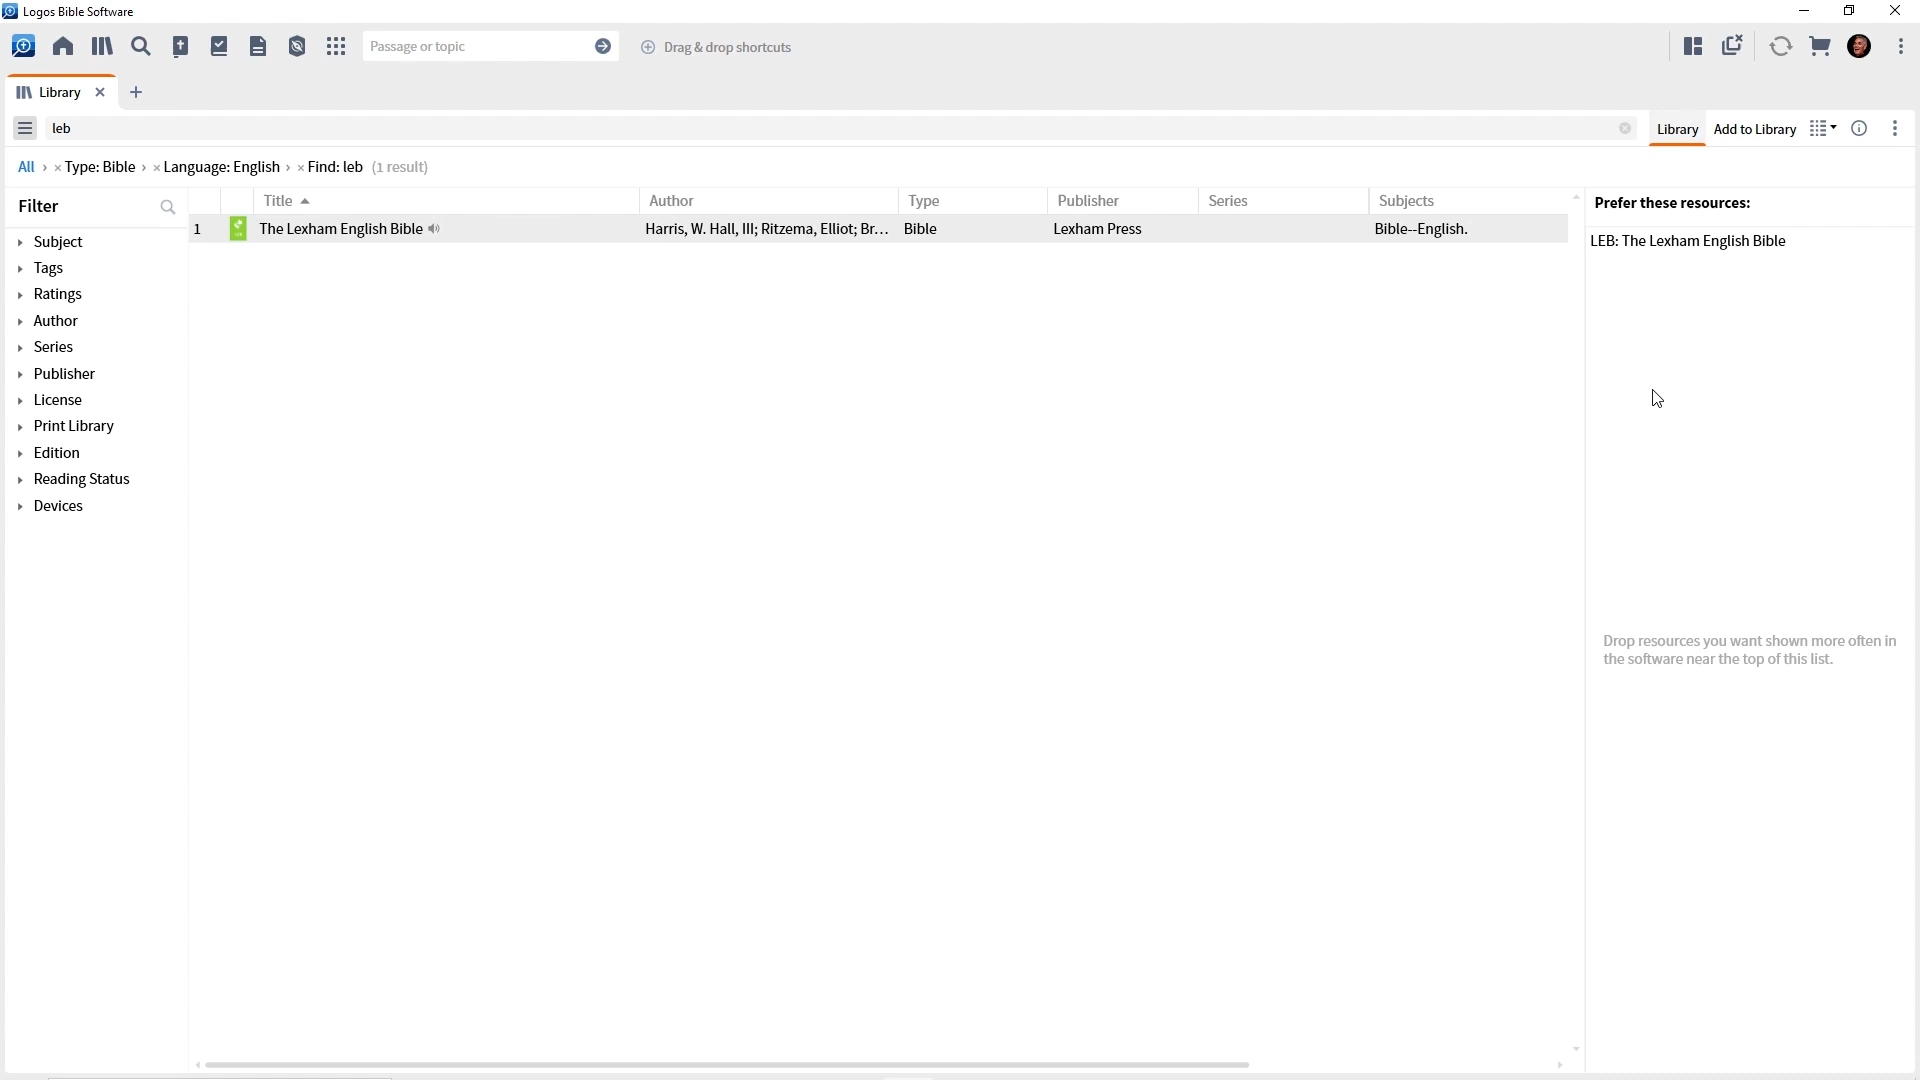 Logos Bible Software
Passage or topic
Drag & drop shortcuts
Library
leb
Library
Add to Library
All › × Type: Bible › × Language: English › × Find: leb (1 result)
Filter
Subject
Tags
Ratings
Author
Series
Publisher
License
Print Library
Edition
Reading Status
Devices
Title Author Type Publisher Series Subjects
1 The Lexham English Bible Harris, W. Hall, III; Ritzema, Elliot; Br... Bible Lexham Press Bible--English.
Prefer these resources:
LEB: The Lexham English Bible
Drop resources you want shown more often in
the software near the top of this list.